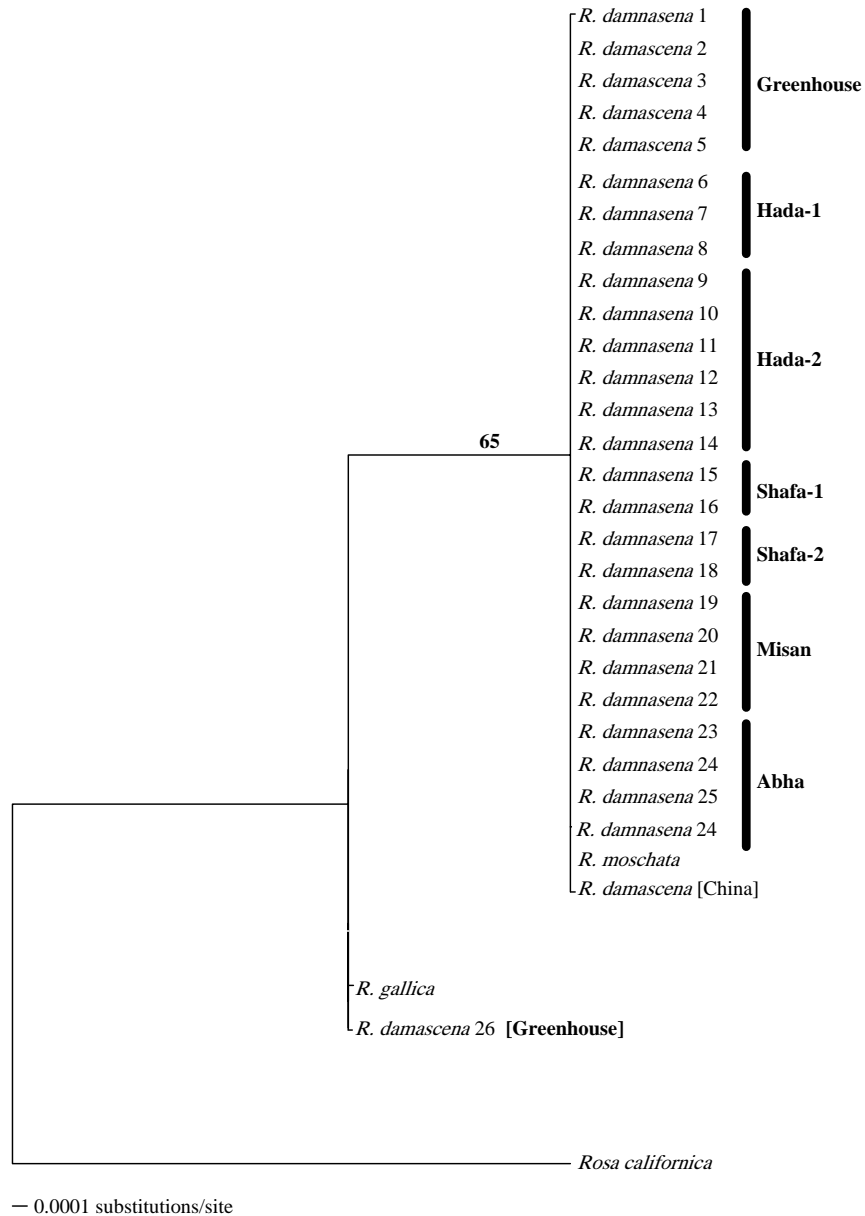 R. damnasena 1
R. damascena 2
R. damascena 3
R. damascena 4
R. damascena 5
Greenhouse
R. damnasena 6
R. damnasena 7
R. damnasena 8
Hada-1
R. damnasena 9
R. damnasena 10
R. damnasena 11
R. damnasena 12
R. damnasena 13
R. damnasena 14
Hada-2
65
R. damnasena 15
R. damnasena 16
Shafa-1
R. damnasena 17
R. damnasena 18
Shafa-2
R. damnasena 19
R. damnasena 20
R. damnasena 21
R. damnasena 22
Misan
R. damnasena 23
R. damnasena 24
R. damnasena 25
R. damnasena 24
Abha
R. moschata
R. damascena [China]
R. gallica
R. damascena 26 [Greenhouse]
Rosa californica
0.0001 substitutions/site